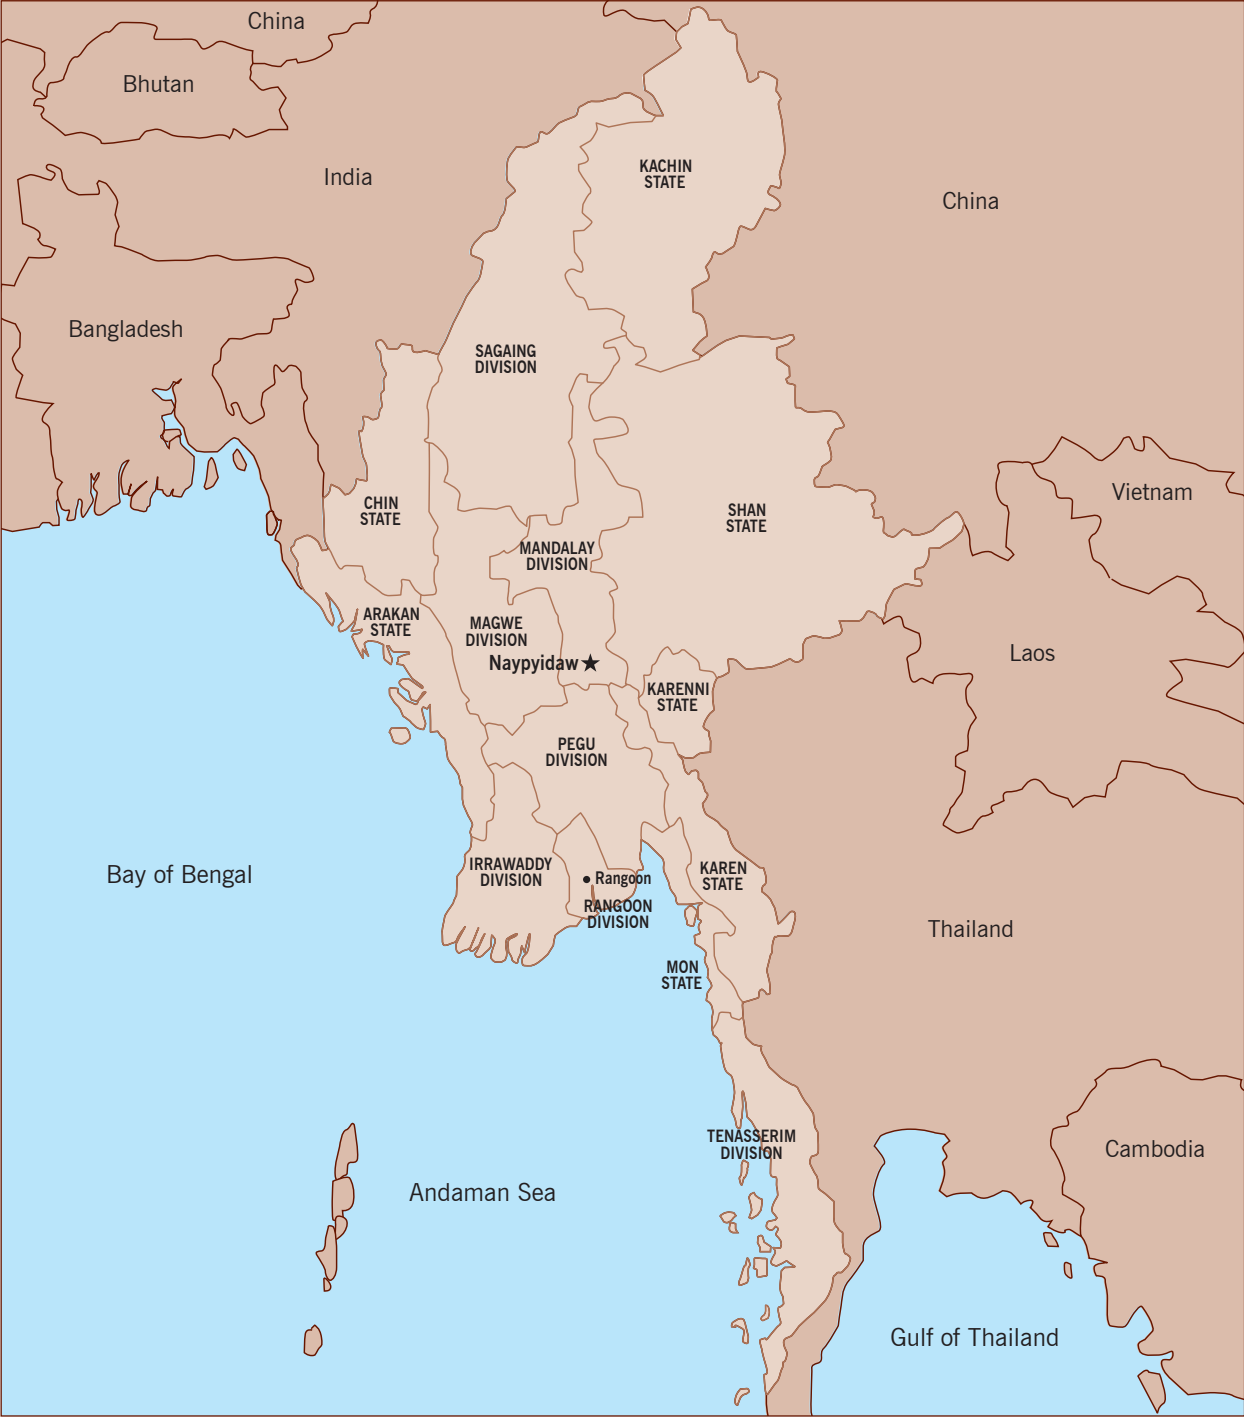 China
Bhutan
KACHIN
STATE
India
China
Bangladesh
SAGAING
DIVISION
Vietnam
CHIN
STATE
SHAN
STATE
MANDALAY
DIVISION
ARAKAN
STATE
MAGWE
DIVISION
Laos
Naypyidaw
KARENNI
STATE
PEGU
DIVISION
Bay of Bengal
IRRAWADDY
DIVISION
Rangoon
KAREN
STATE
RANGOON
DIVISION
Thailand
MON
STATE
TENASSERIM
DIVISION
Cambodia
Andaman Sea
Gulf of Thailand